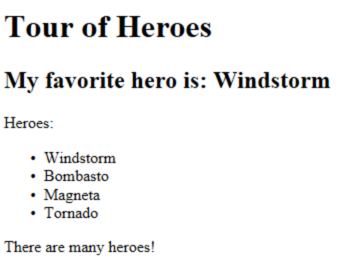 Tour of Heroes
My favorite hero is: Windstorm
Heroes:
• Windstorm
• Bombasto
• Magneta
• Tornado
There are many heroes!